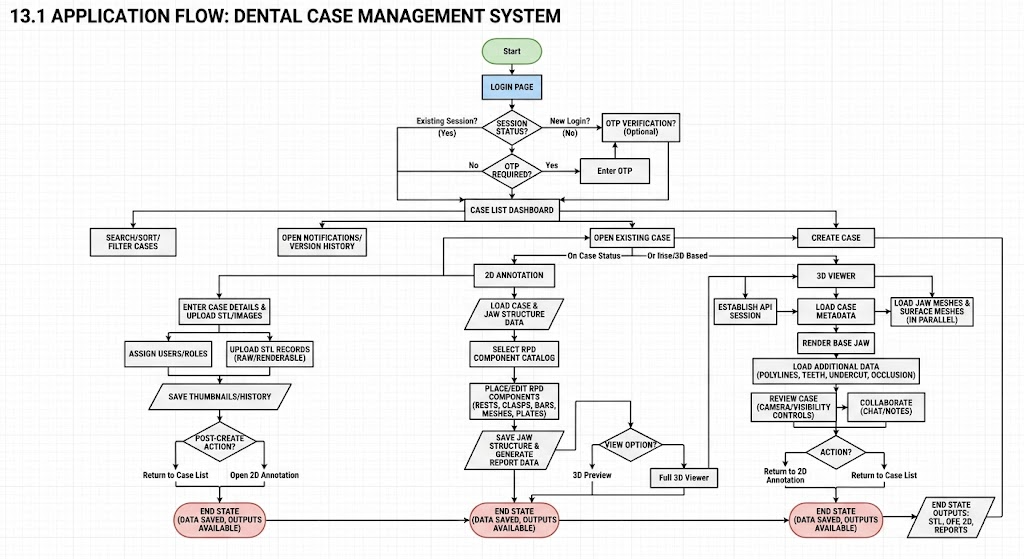 13.1 APPLICATION FLOW: DENTAL CASE MANAGEMENT SYSTEM
Start
LOGIN PAGE
Existing Session?
(Yes)
SESSION
STATUS?
New Login?
(No)
OTP VERIFICATION?
(Optional)
No
OTP
REQUIRED?
Yes
Enter OTP
CASE LIST DASHBOARD
SEARCH/SORT/
FILTER CASES
OPEN NOTIFICATIONS/
VERSION HISTORY
OPEN EXISTING CASE
CREATE CASE
On Case Status
Or Inse/3D Based
2D ANNOTATION
3D VIEWER
ENTER CASE DETAILS &
UPLOAD STL/IMAGES
LOAD CASE &
JAW STRUCTURE
DATA
ESTABLISH API
SESSION
LOAD CASE
METADATA
LOAD JAW MESHES &
SURFACE MESHES
(IN PARALLEL)
ASSIGN USERS/ROLES
UPLOAD STL RECORDS
(RAW/RENDERABLE)
SELECT RPD
COMPONENT CATALOG
RENDER BASE JAW
LOAD ADDITIONAL DATA
(POLYLINES, TEETH, UNDERCUT, OCCLUSION)
SAVE THUMBNAILS/HISTORY
PLACE/EDIT RPD
COMPONENTS
(RESTS, CLASPS, BARS,
MESHES, PLATES)
REVIEW CASE
(CAMERA/VISIBILITY
CONTROLS)
COLLABORATE
(CHAT/NOTES)
POST-CREATE
ACTION?
SAVE JAW
STRUCTURE &
GENERATE
REPORT DATA
VIEW OPTION?
ACTION?
Return to Case List
Open 2D Annotation
3D Preview
Full 3D Viewer
Return to 2D
Annotation
Return to Case List
END STATE
(DATA SAVED, OUTPUTS
AVAILABLE)
END STATE
(DATA SAVED, OUTPUTS
AVAILABLE)
END STATE
(DATA SAVED, OUTPUTS
AVAILABLE)
END STATE
OUTPUTS:
STL, OFE 2D,
REPORTS